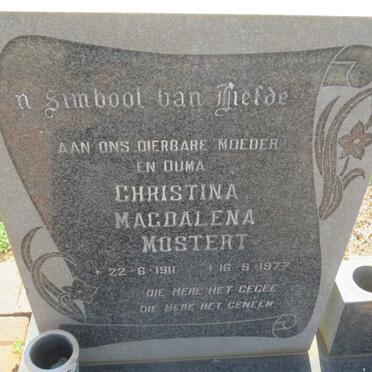 'n Simbool van Liefde
AAN ONS DIERBARE MOEDER
EN OUMA
CHRISTINA
MAGDALENA
MOSTERT
* 22-6-1911 + 16-9-1977
DIE HERE HET GEGEE
DIE HERE HET GENEEM